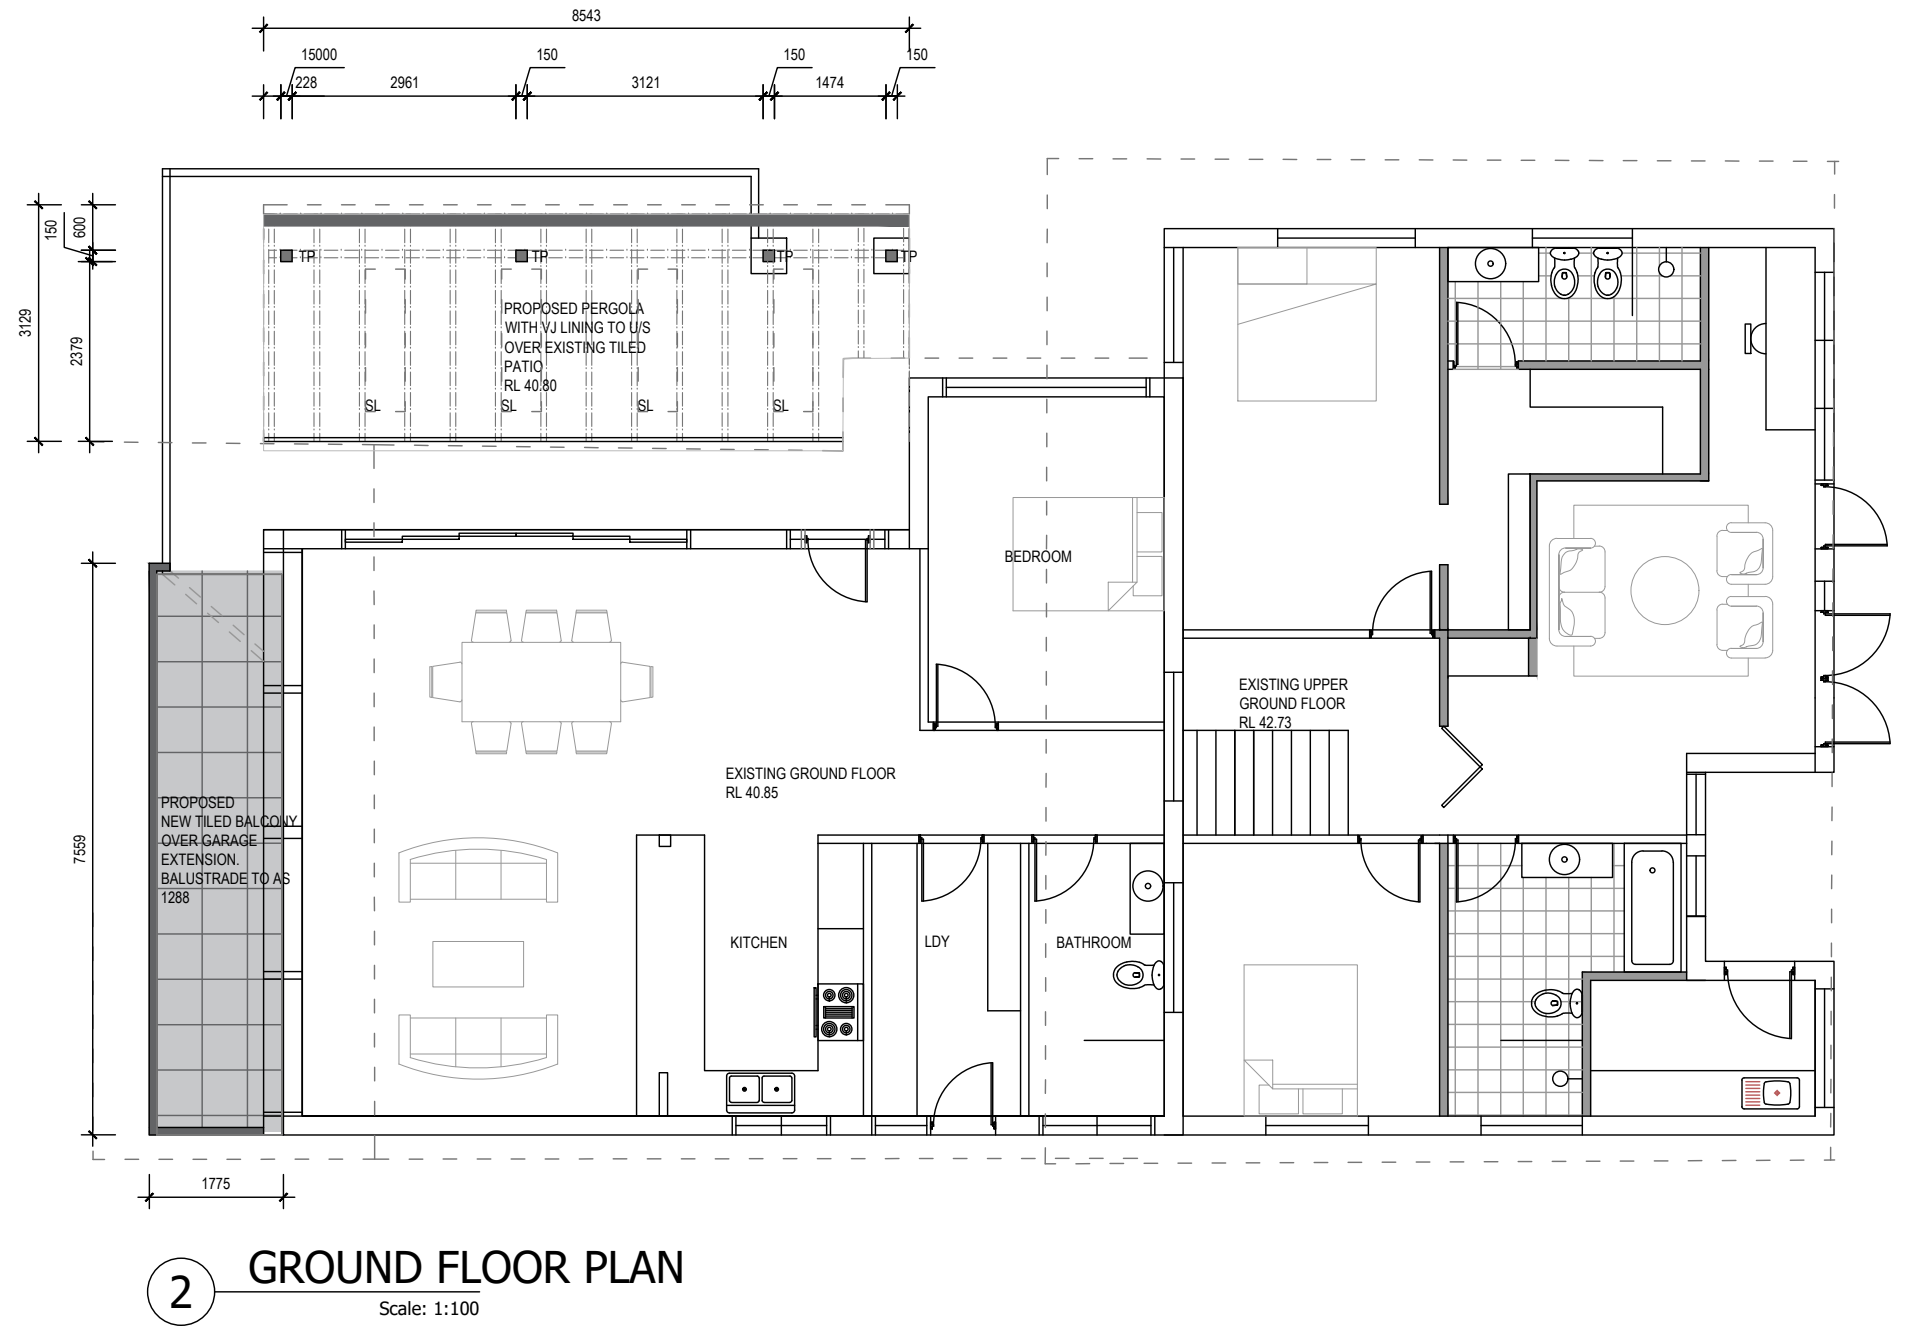 8543
15000
150
150
150
228
2961
3121
1474
150
600
3129
2379
TP
TP
TP
TP
PROPOSED PERGOLA
WITH VJ LINING TO U/S
OVER EXISTING TILED
PATIO
RL 40.80
SL
SL
SL
SL
BEDROOM
EXISTING UPPER
GROUND FLOOR
RL 42.73
EXISTING GROUND FLOOR
RL 40.85
7559
PROPOSED
NEW TILED BALCONY
OVER GARAGE
EXTENSION.
BALUSTRADE TO AS
1288
KITCHEN
LDY
BATHROOM
1775
2
GROUND FLOOR PLAN
Scale: 1:100